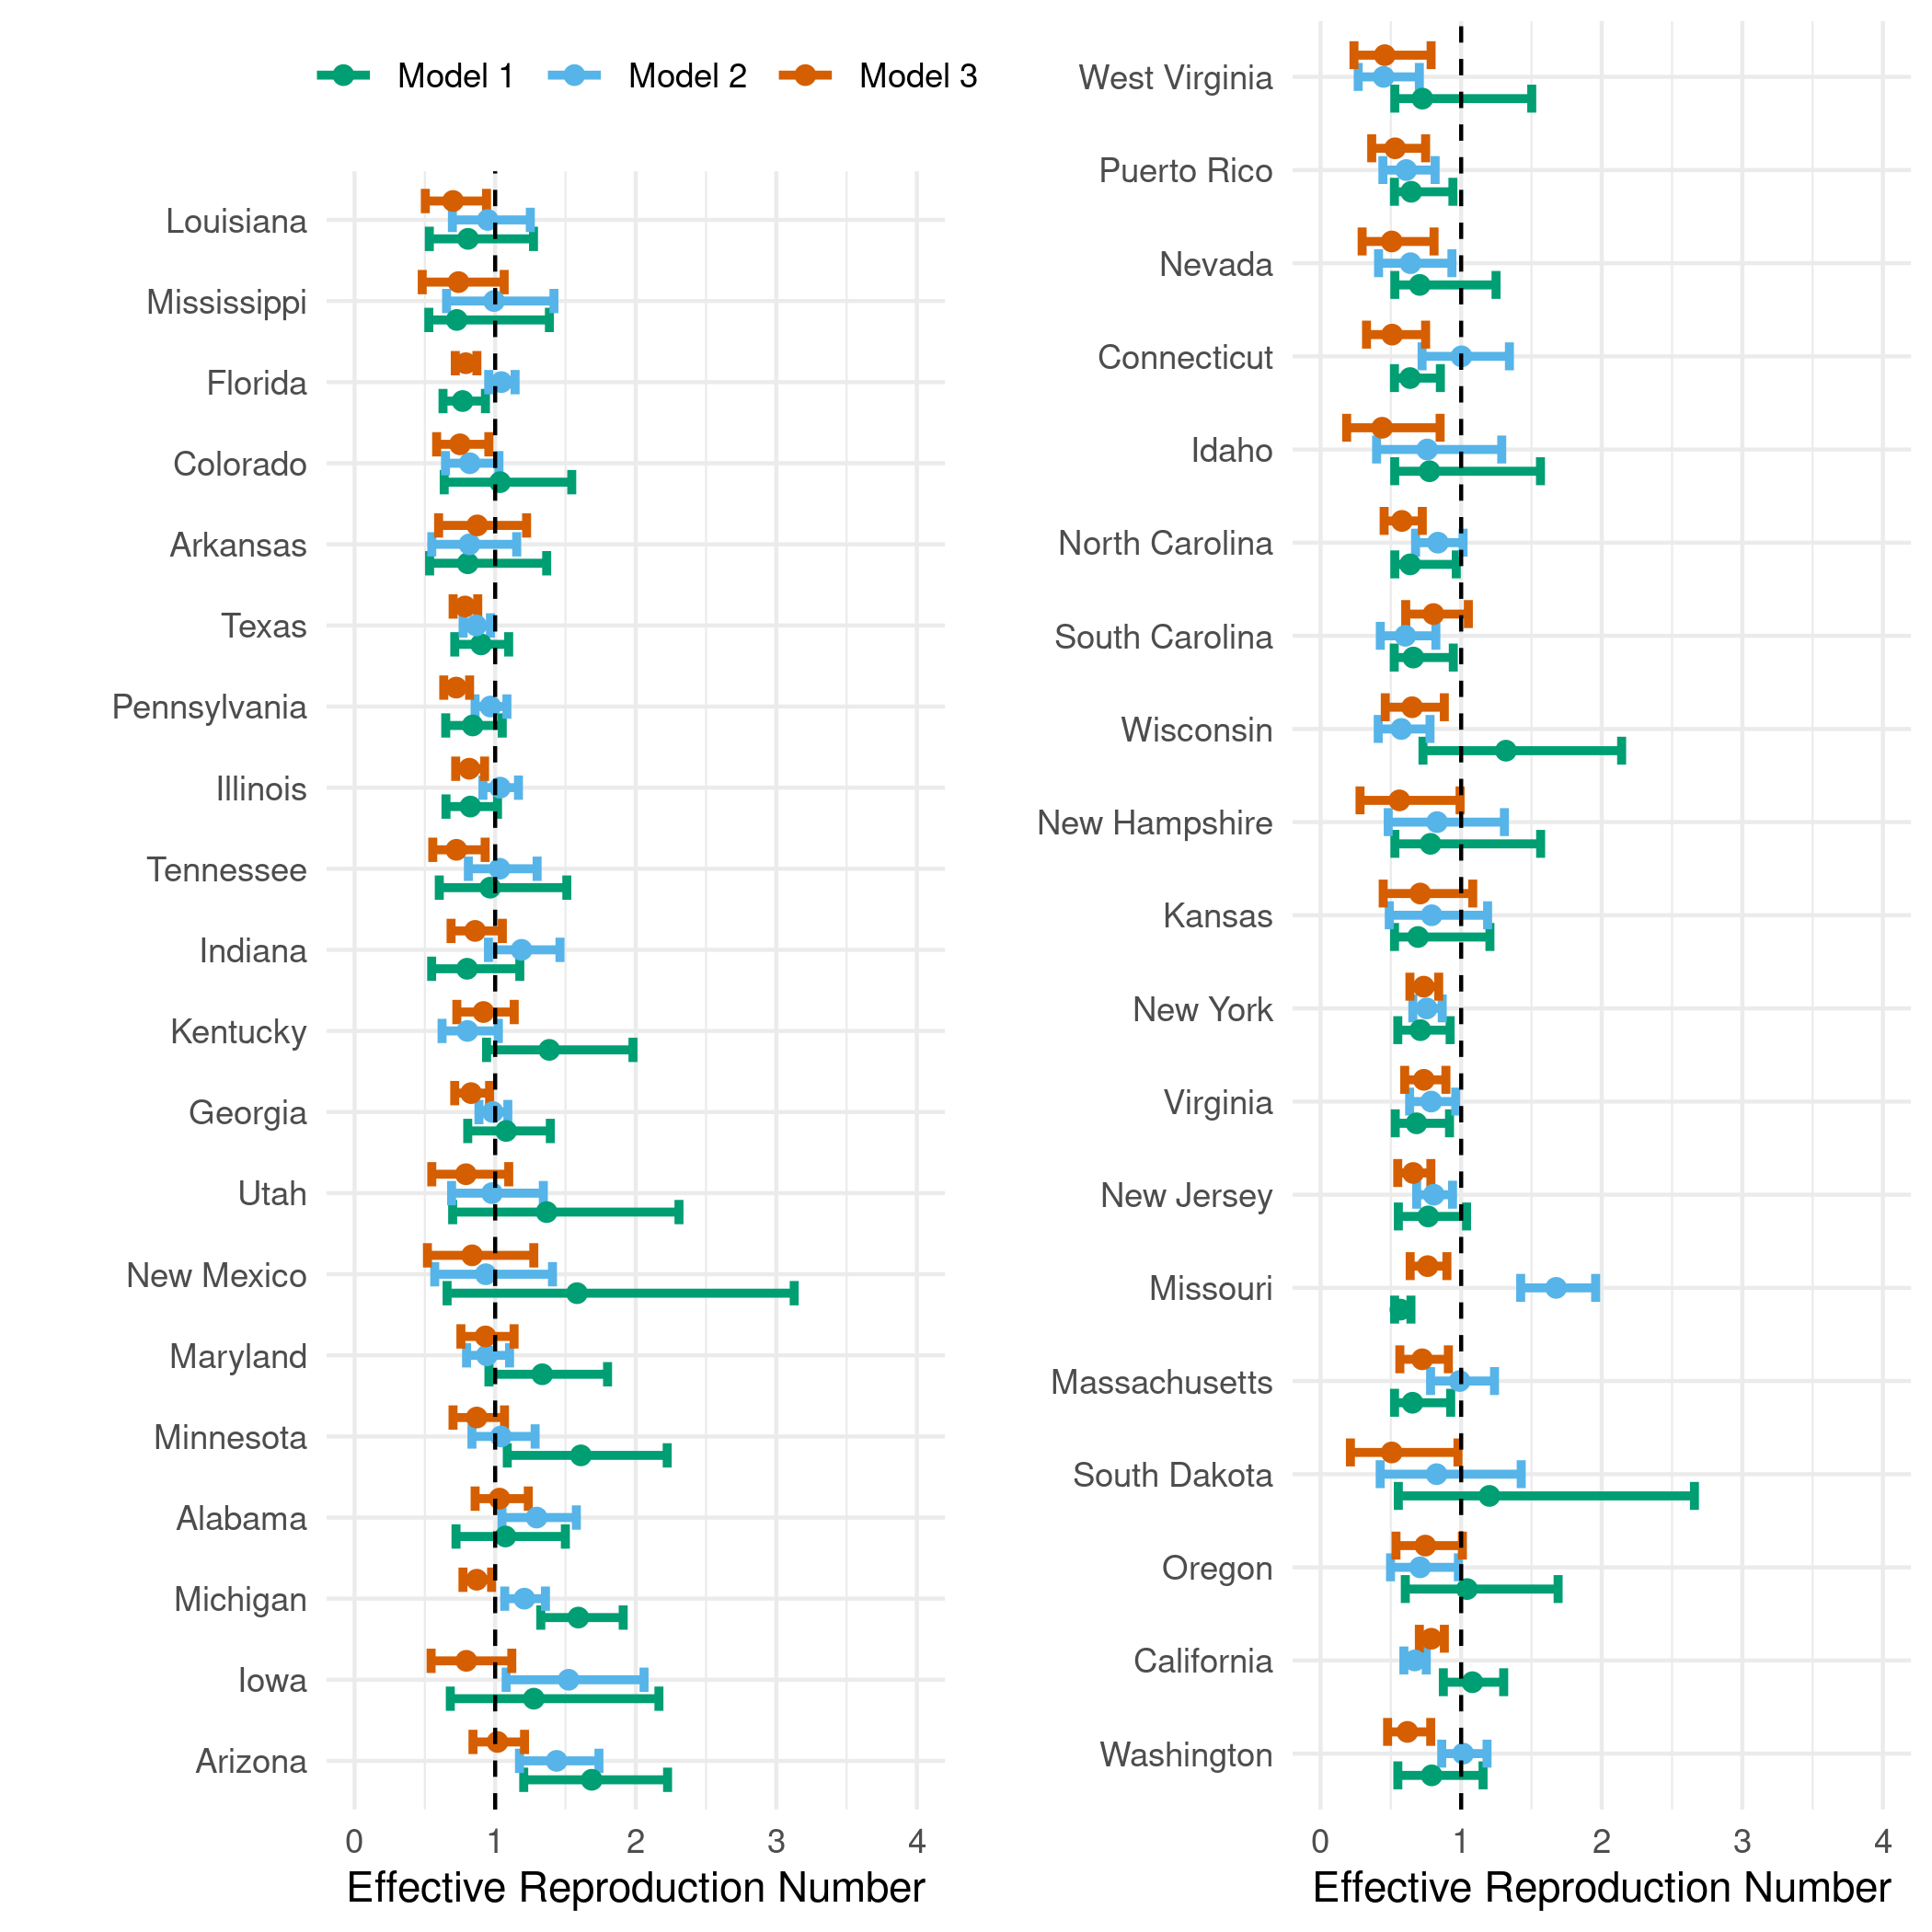 Model 1 Model 2 Model 3
Louisiana
Mississippi
Florida
Colorado
Arkansas
Texas
Pennsylvania
Illinois
Tennessee
Indiana
Kentucky
Georgia
Utah
New Mexico
Maryland
Minnesota
Alabama
Michigan
Iowa
Arizona
0 1 2 3 4
Effective Reproduction Number
West Virginia
Puerto Rico
Nevada
Connecticut
Idaho
North Carolina
South Carolina
Wisconsin
New Hampshire
Kansas
New York
Virginia
New Jersey
Missouri
Massachusetts
South Dakota
Oregon
California
Washington
0 1 2 3 4
Effective Reproduction Number